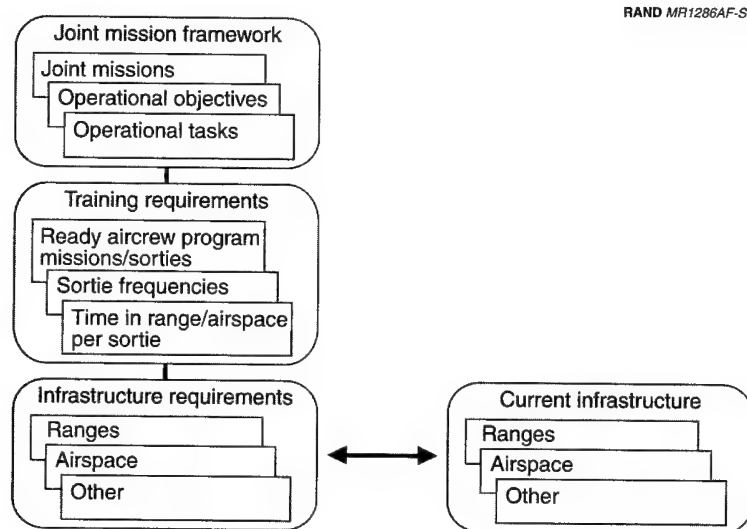 RAND MR1286AF-S
Joint mission framework
Joint missions
Operational objectives
Operational tasks
Training requirements
Ready aircrew program
missions/sorties
Sortie frequencies
Time in range/airspace
per sortie
Infrastructure requirements
Ranges
Airspace
Other
Current infrastructure
Ranges
Airspace
Other